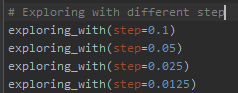 # Exploring with different step
exploring_with(step=0.1)
exploring_with(step=0.05)
exploring_with(step=0.025)
exploring_with(step=0.0125)